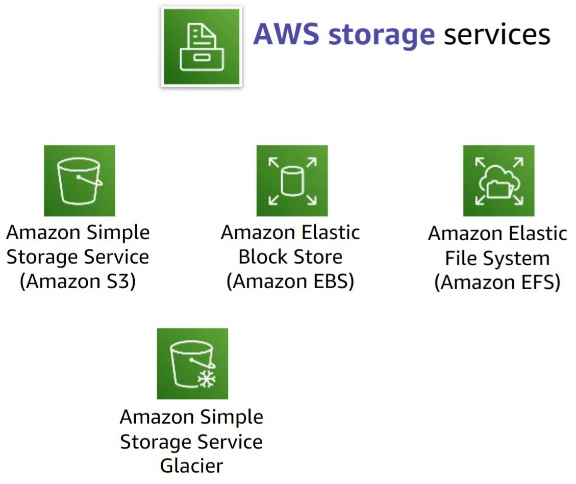 AWS storage services
Amazon Simple
Storage Service
(Amazon S3)
Amazon Elastic
Block Store
(Amazon EBS)
Amazon Elastic
File System
(Amazon EFS)
Amazon Simple
Storage Service
Glacier